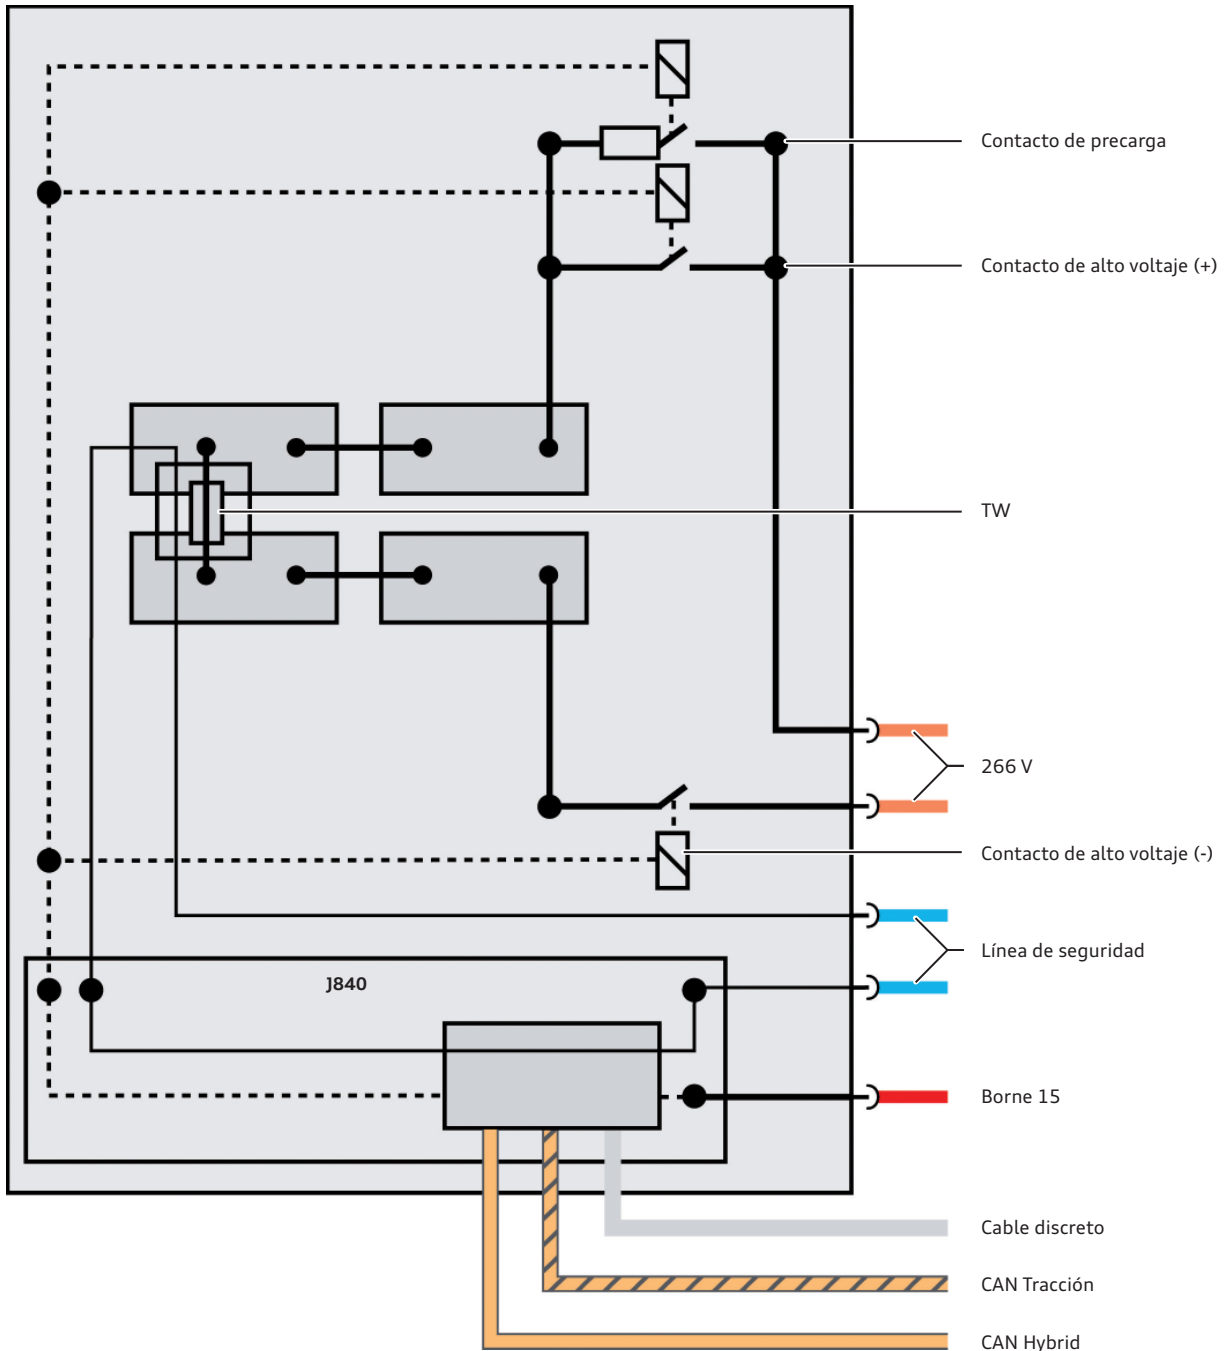 Contacto de precarga
Contacto de alto voltaje (+)
TW
266 V
Contacto de alto voltaje (-)
Línea de seguridad
J840
Borne 15
Cable discreto
CAN Tracción
CAN Hybrid